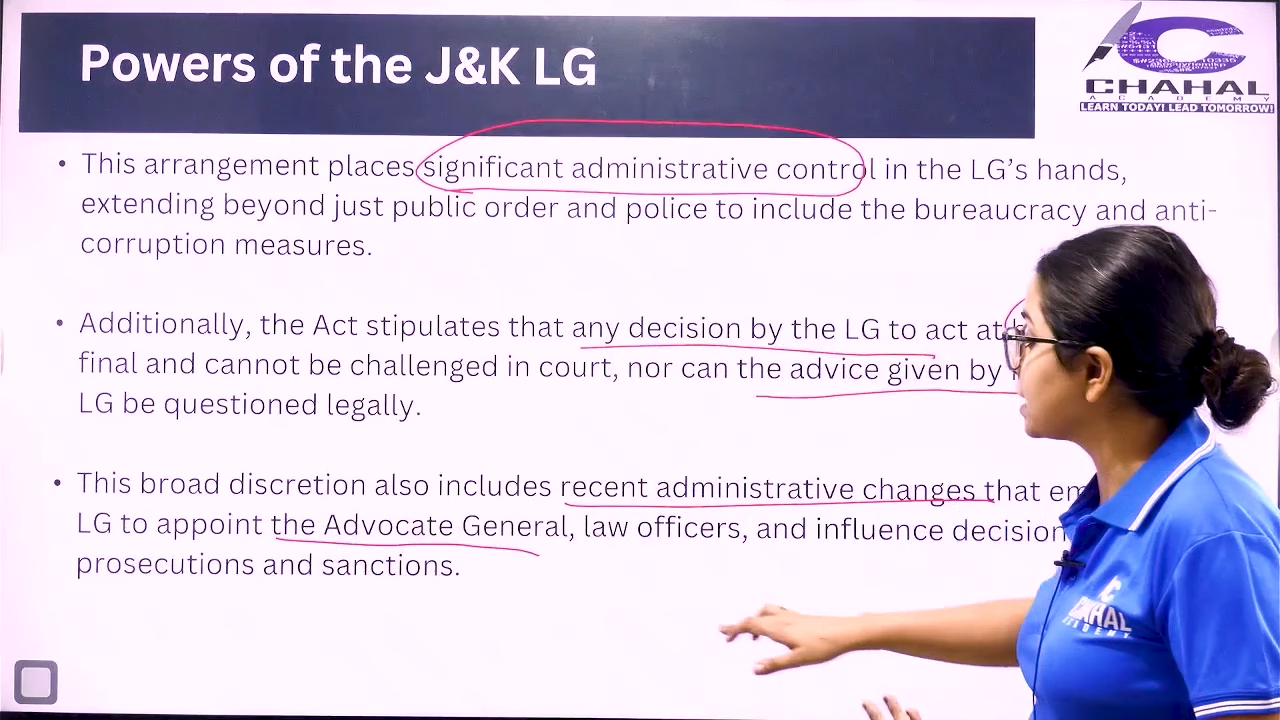 Powers of the J&K LG
CHAHAL
ACADEMY
LEARN TODAY! LEAD TOMORROW!
• This arrangement places significant administrative control in the LG's hands,
extending beyond just public order and police to include the bureaucracy and anti-
corruption measures.
• Additionally, the Act stipulates that any decision by the LG to act at
final and cannot be challenged in court, nor can the advice given by
LG be questioned legally.
• This broad discretion also includes recent administrative changes that
LG to appoint the Advocate General, law officers, and influence decision
prosecutions and sanctions.
CHAHAL
ACADEMY